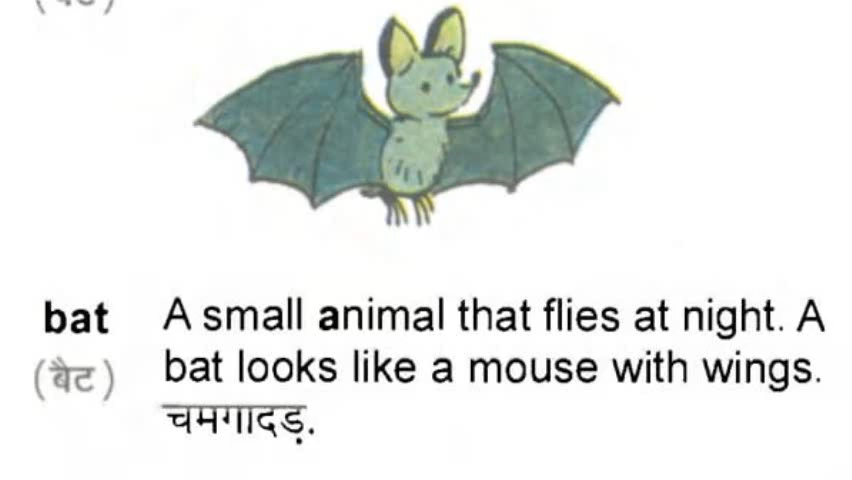 bat A small animal that flies at night. A
(बैट) bat looks like a mouse with wings.
चमगादड़.